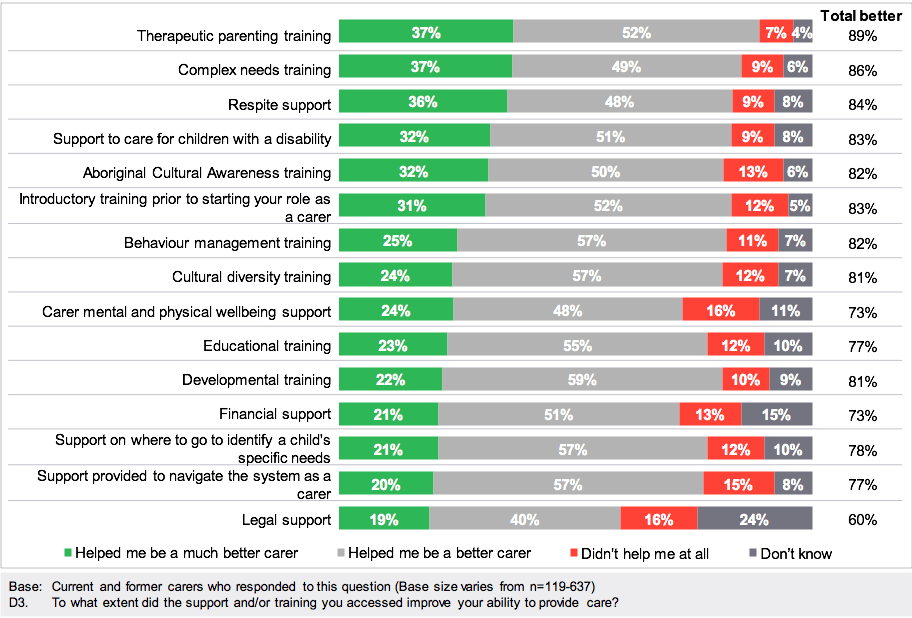 Total better
Therapeutic parenting training 37% 52% 7% 4% 89%
Complex needs training 37% 49% 9% 6% 86%
Respite support 36% 48% 9% 8% 84%
Support to care for children with a disability 32% 51% 9% 8% 83%
Aboriginal Cultural Awareness training 32% 50% 13% 6% 82%
Introductory training prior to starting your role as
a carer 31% 52% 12% 5% 83%
Behaviour management training 25% 57% 11% 7% 82%
Cultural diversity training 24% 57% 12% 7% 81%
Carer mental and physical wellbeing support 24% 48% 16% 11% 73%
Educational training 23% 55% 12% 10% 77%
Developmental training 22% 59% 10% 9% 81%
Financial support 21% 51% 13% 15% 73%
Support on where to go to identify a child's
specific needs 21% 57% 12% 10% 78%
Support provided to navigate the system as a
carer 20% 57% 15% 8% 77%
Legal support 19% 40% 16% 24% 60%
Helped me be a much better carer Helped me be a better carer Didn't help me at all Don't know
Base: Current and former carers who responded to this question (Base size varies from n=119-637)
D3. To what extent did the support and/or training you accessed improve your ability to provide care?